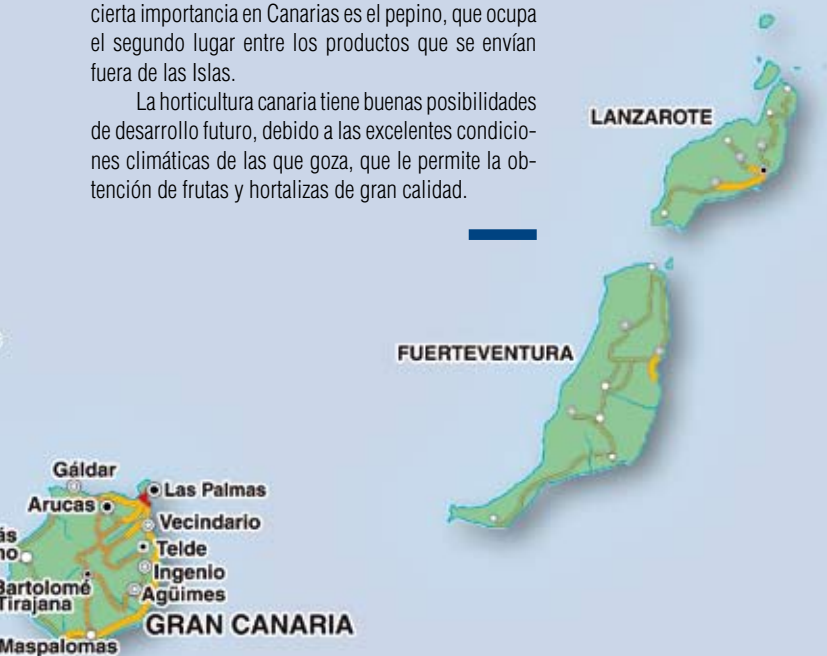 cierta importancia en Canarias es el pepino, que ocupa
el segundo lugar entre los productos que se envían
fuera de las Islas.
La horticultura canaria tiene buenas posibilidades
de desarrollo futuro, debido a las excelentes condicio-
nes climáticas de las que goza, que le permite la ob-
tención de frutas y hortalizas de gran calidad.
LANZAROTE
FUERTEVENTURA
Gáldar
Las Palmas
Arucas
Vecindario
Telde
Ingenio
Bartolomé
Tirajana
Agüimes
GRAN CANARIA
Maspalomas